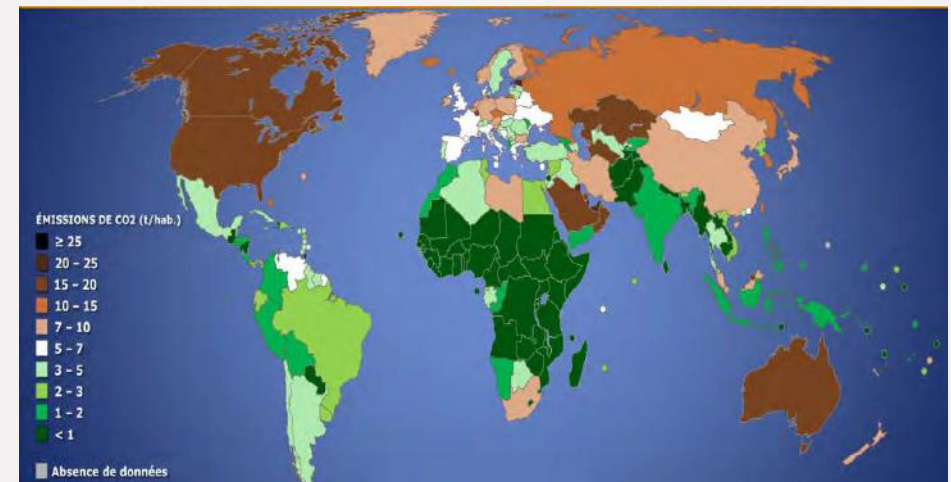 ÉMISSIONS DE CO2 (t/hab.)
≥ 25
20 - 25
15 - 20
10 - 15
7 - 10
5 - 7
3 - 5
2 - 3
1 - 2
< 1
Absence de données